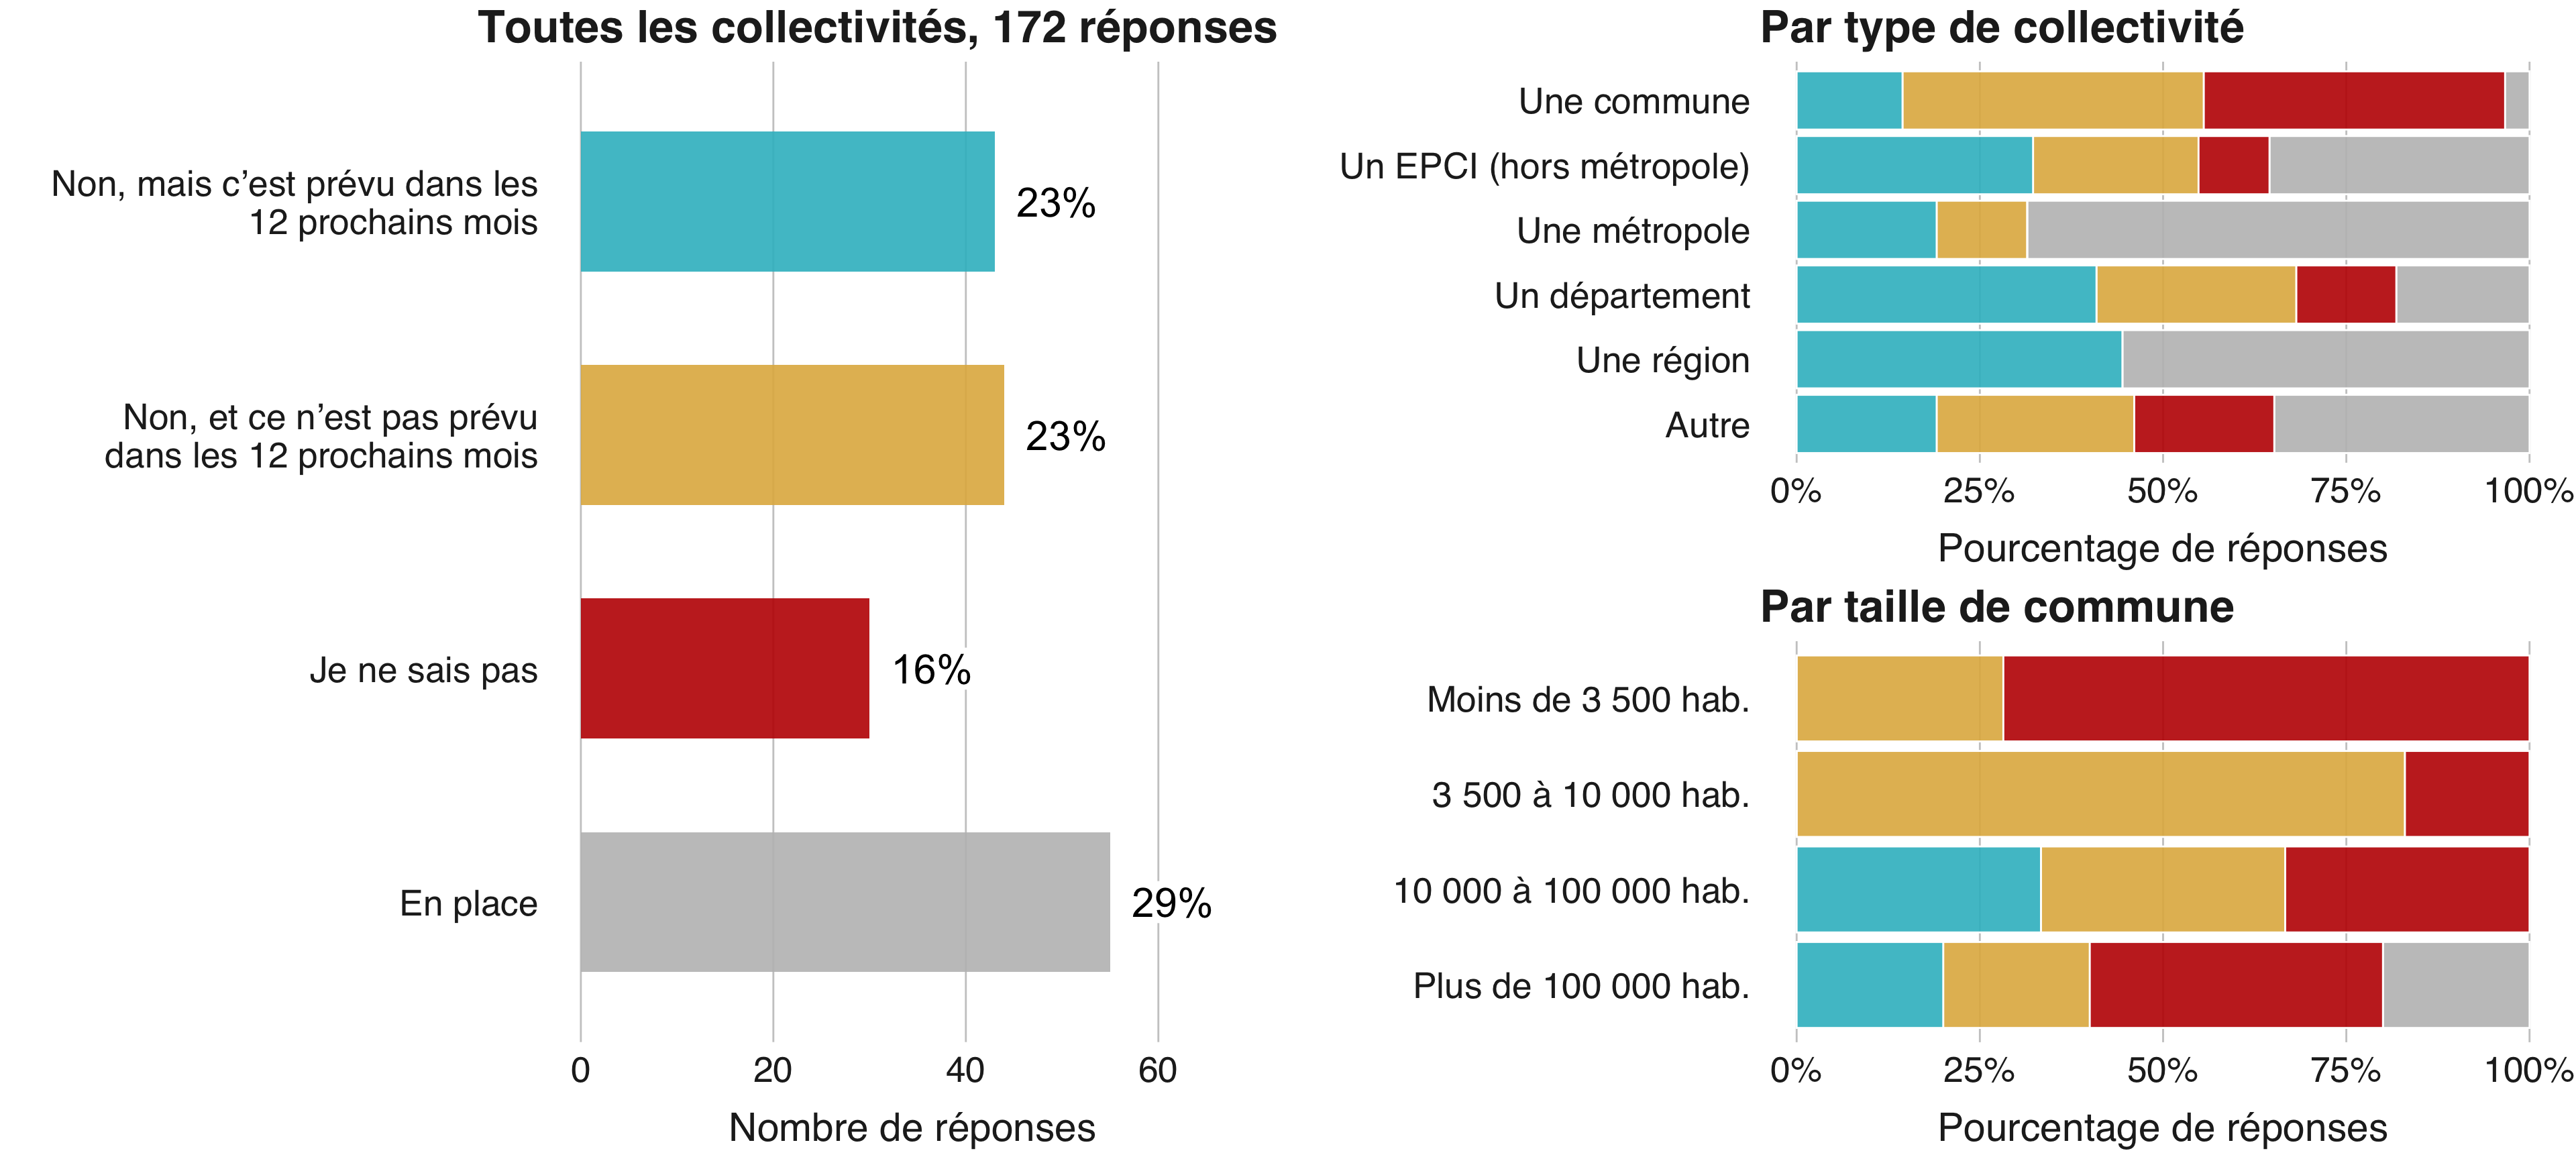 Toutes les collectivités, 172 réponses
Non, mais c’est prévu dans les
12 prochains mois
23%
Non, et ce n’est pas prévu
dans les 12 prochains mois
23%
Je ne sais pas
16%
En place
29%
0 20 40 60
Nombre de réponses
Par type de collectivité
Une commune
Un EPCI (hors métropole)
Une métropole
Un département
Une région
Autre
0% 25% 50% 75% 100%
Pourcentage de réponses
Par taille de commune
Moins de 3 500 hab.
3 500 à 10 000 hab.
10 000 à 100 000 hab.
Plus de 100 000 hab.
0% 25% 50% 75% 100%
Pourcentage de réponses